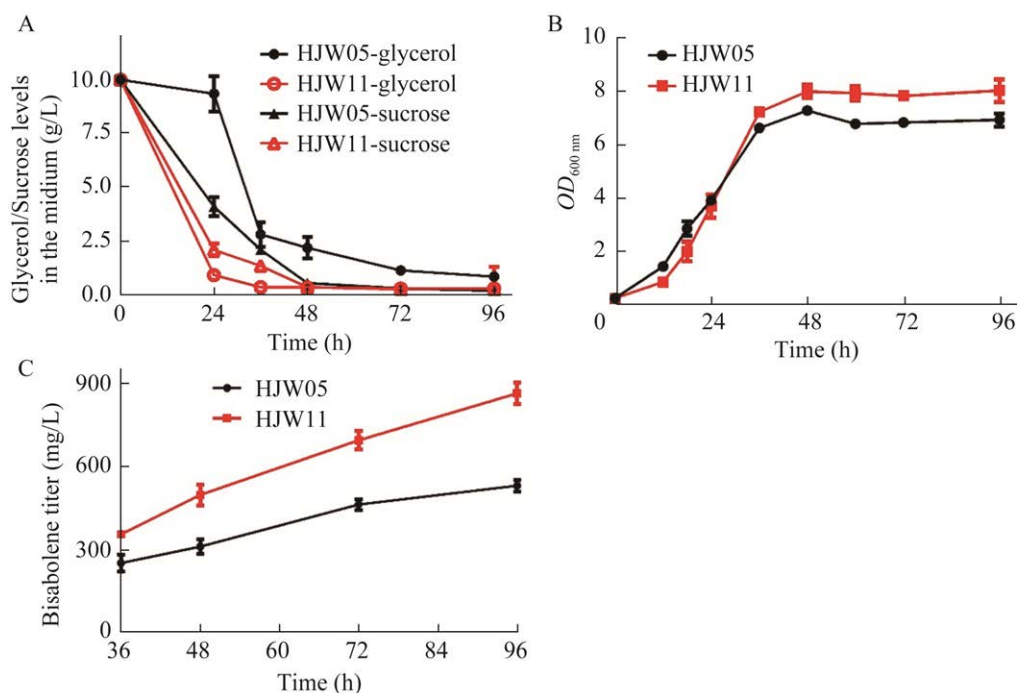 A
HJW05-glycerol
HJW11-glycerol
HJW05-sucrose
HJW11-sucrose
Glycerol/Sucrose levels
in the midium (g/L)
10.0
7.5
5.0
2.5
0.0
0 24 48 72 96
Time (h)
B
HJW05
HJW11
OD600 nm
8
6
4
2
0
0 24 48 72 96
Time (h)
C
HJW05
HJW11
Bisabolene titer (mg/L)
900
600
300
0
36 48 60 72 84 96
Time (h)